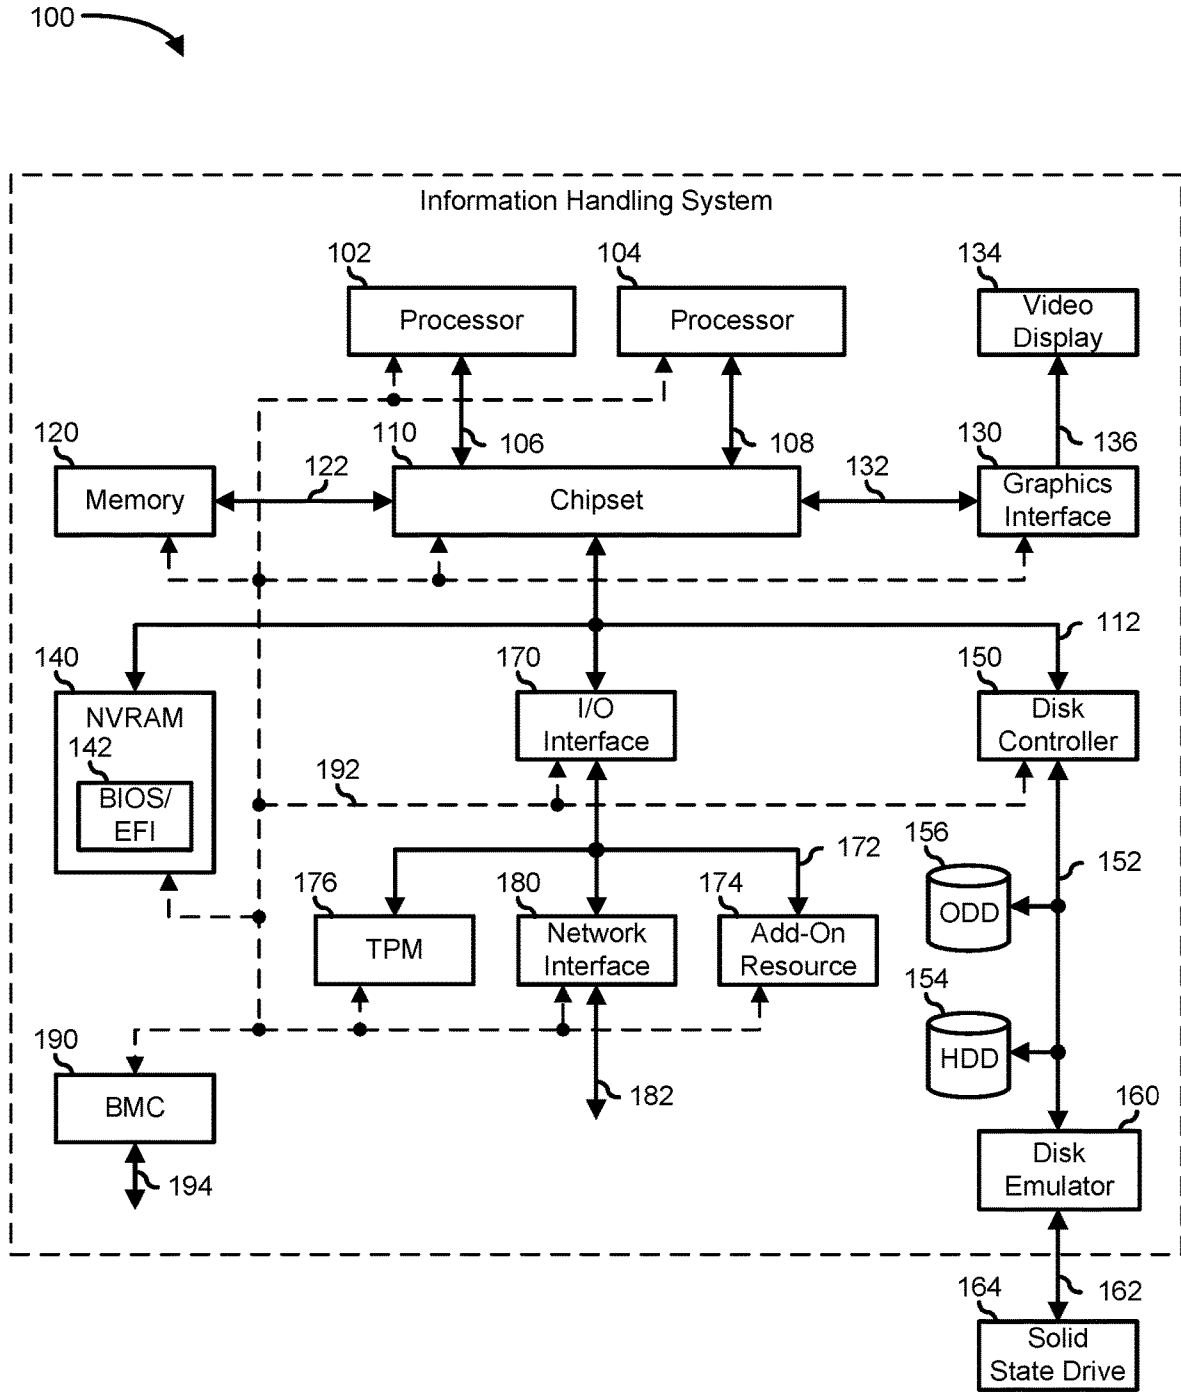 100
Information Handling System
102
104
134
Processor
Processor
Video
Display
106
108
136
120
110
130
122
132
Memory
Chipset
Graphics
Interface
112
140
170
150
NVRAM
I/O
Interface
Disk
Controller
142
BIOS/
EFI
192
156
172
152
176
180
174
ODD
TPM
Network
Interface
Add-On
Resource
154
HDD
190
182
160
BMC
Disk
Emulator
194
164
162
Solid
State Drive